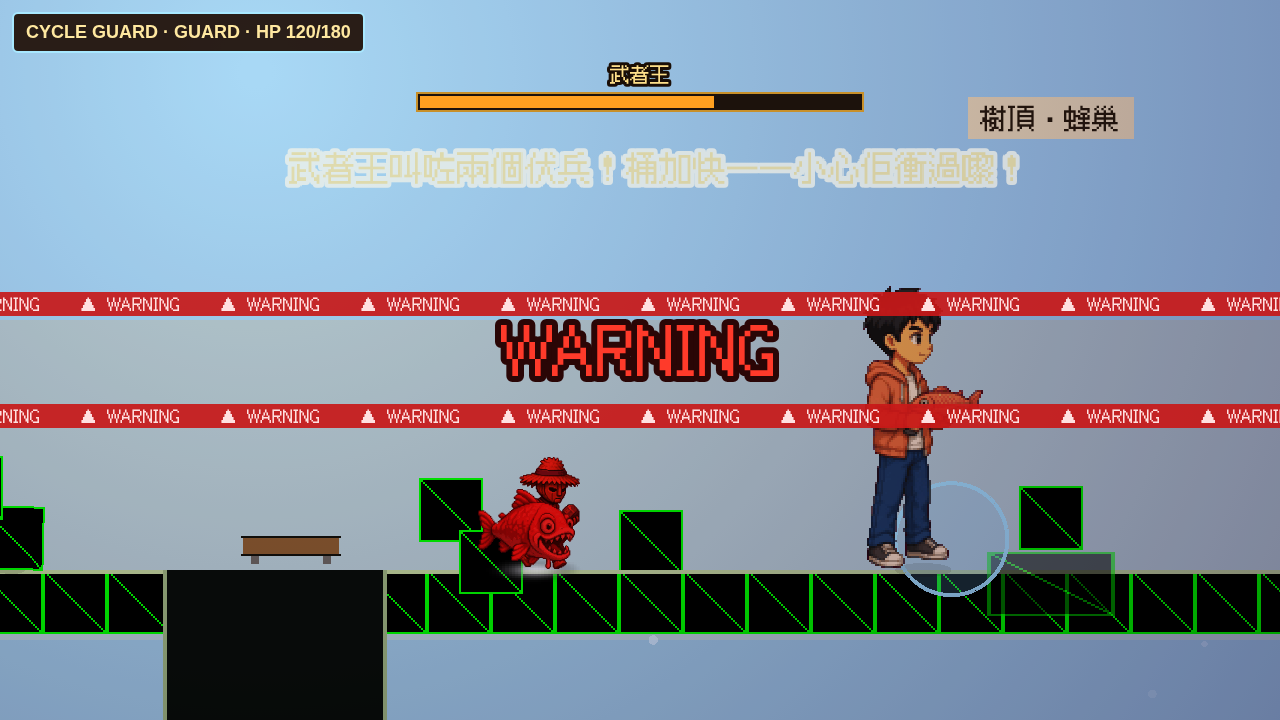 CYCLE GUARD · GUARD · HP 120/180
武者王
樹頂·蜂巢
武者王叫咗兩個伏兵！桶加快——小心佢衝過嚟！
RNING WARNING WARNING WARNING WARNING WARNING WARNING WARNING WARNING WARNI
WARNING
RNING WARNING WARNING WARNING WARNING WARNING WARNING WARNING WARNING WARNI